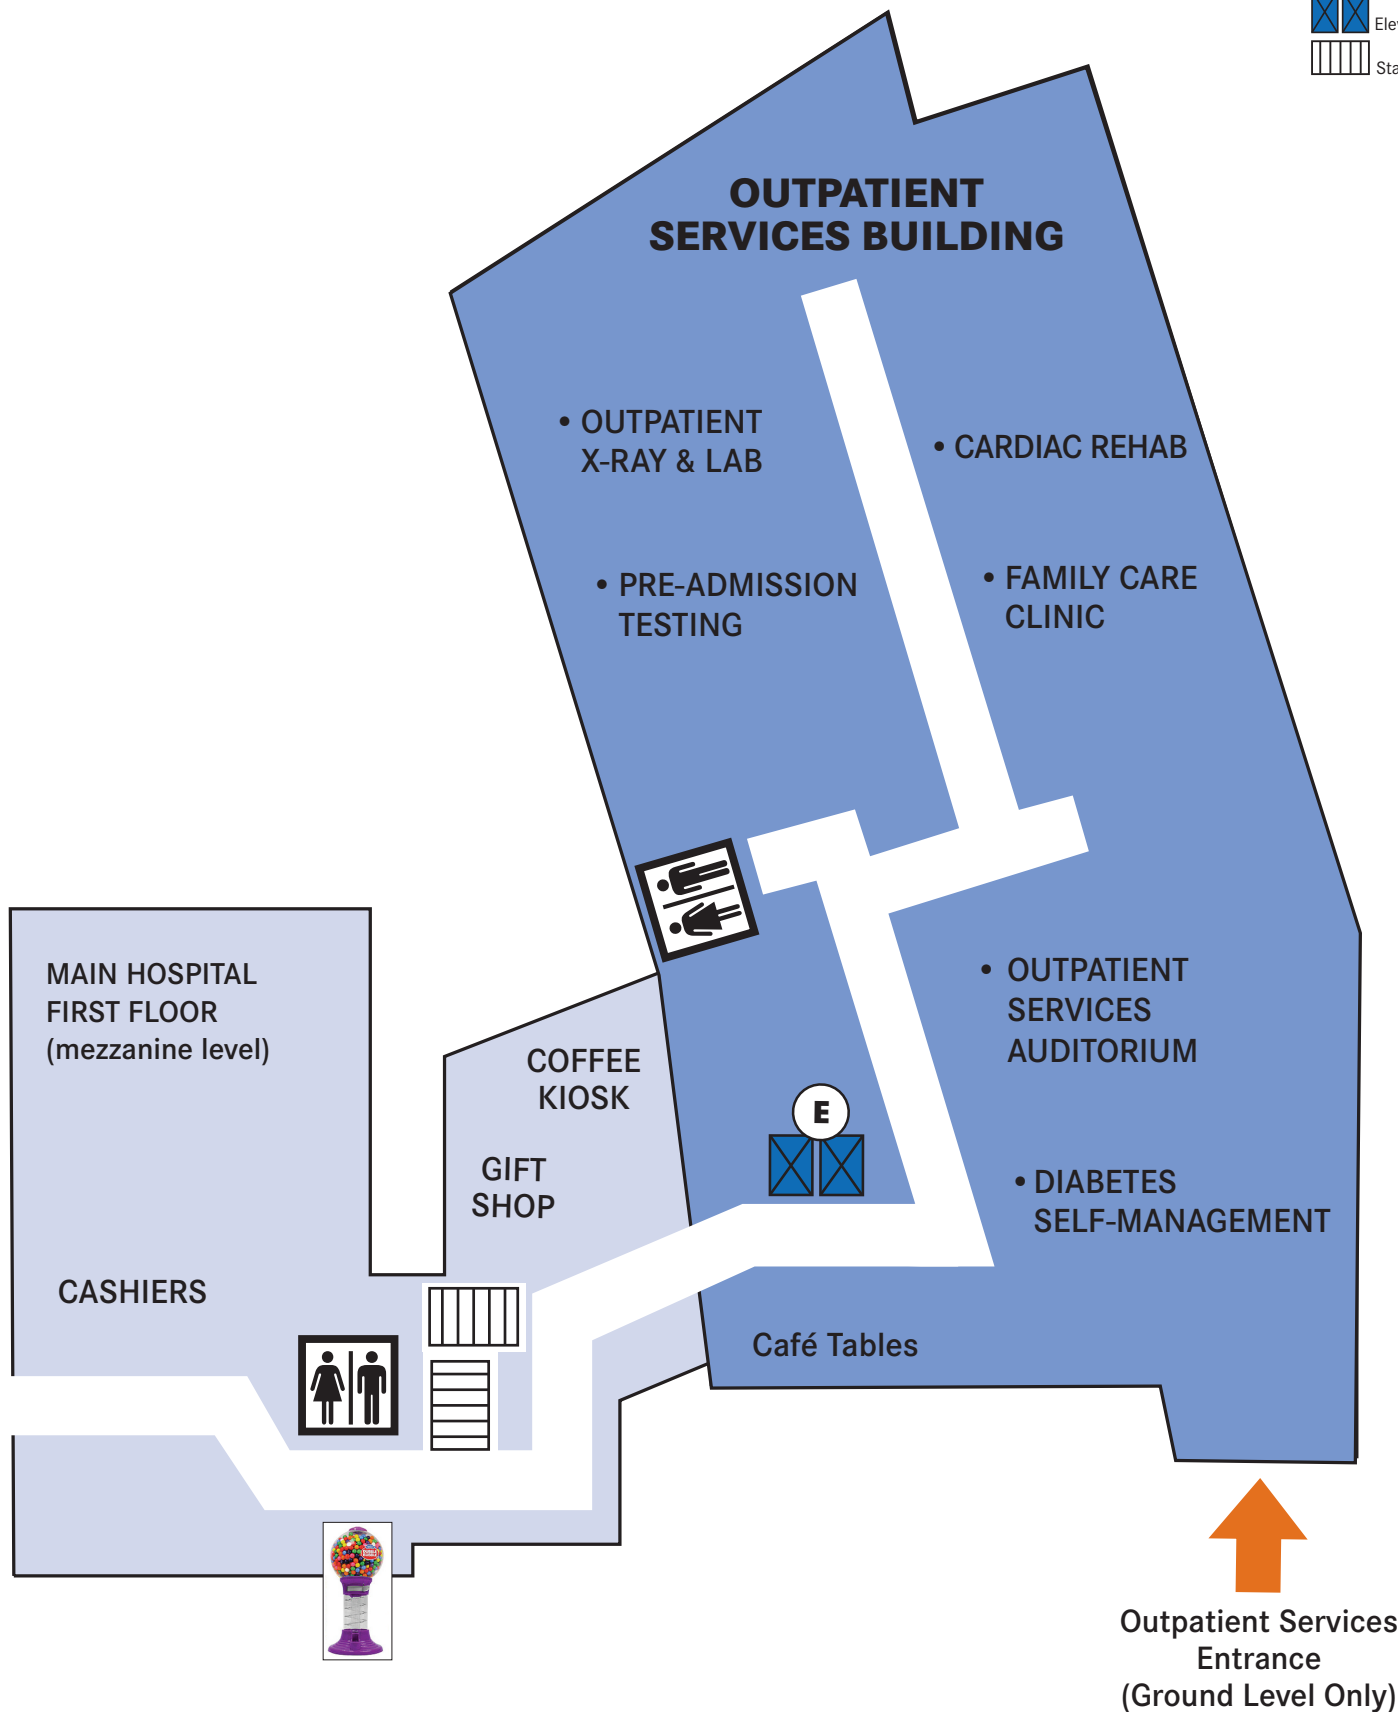 OUTPATIENT
SERVICES BUILDING
• OUTPATIENT
X-RAY & LAB
• CARDIAC REHAB
• PRE-ADMISSION
TESTING
• FAMILY CARE
CLINIC
MAIN HOSPITAL
FIRST FLOOR
(mezzanine level)
• OUTPATIENT
SERVICES
AUDITORIUM
COFFEE
KIOSK
E
GIFT
SHOP
• DIABETES
SELF-MANAGEMENT
CASHIERS
Café Tables
Outpatient Services
Entrance
(Ground Level Only)